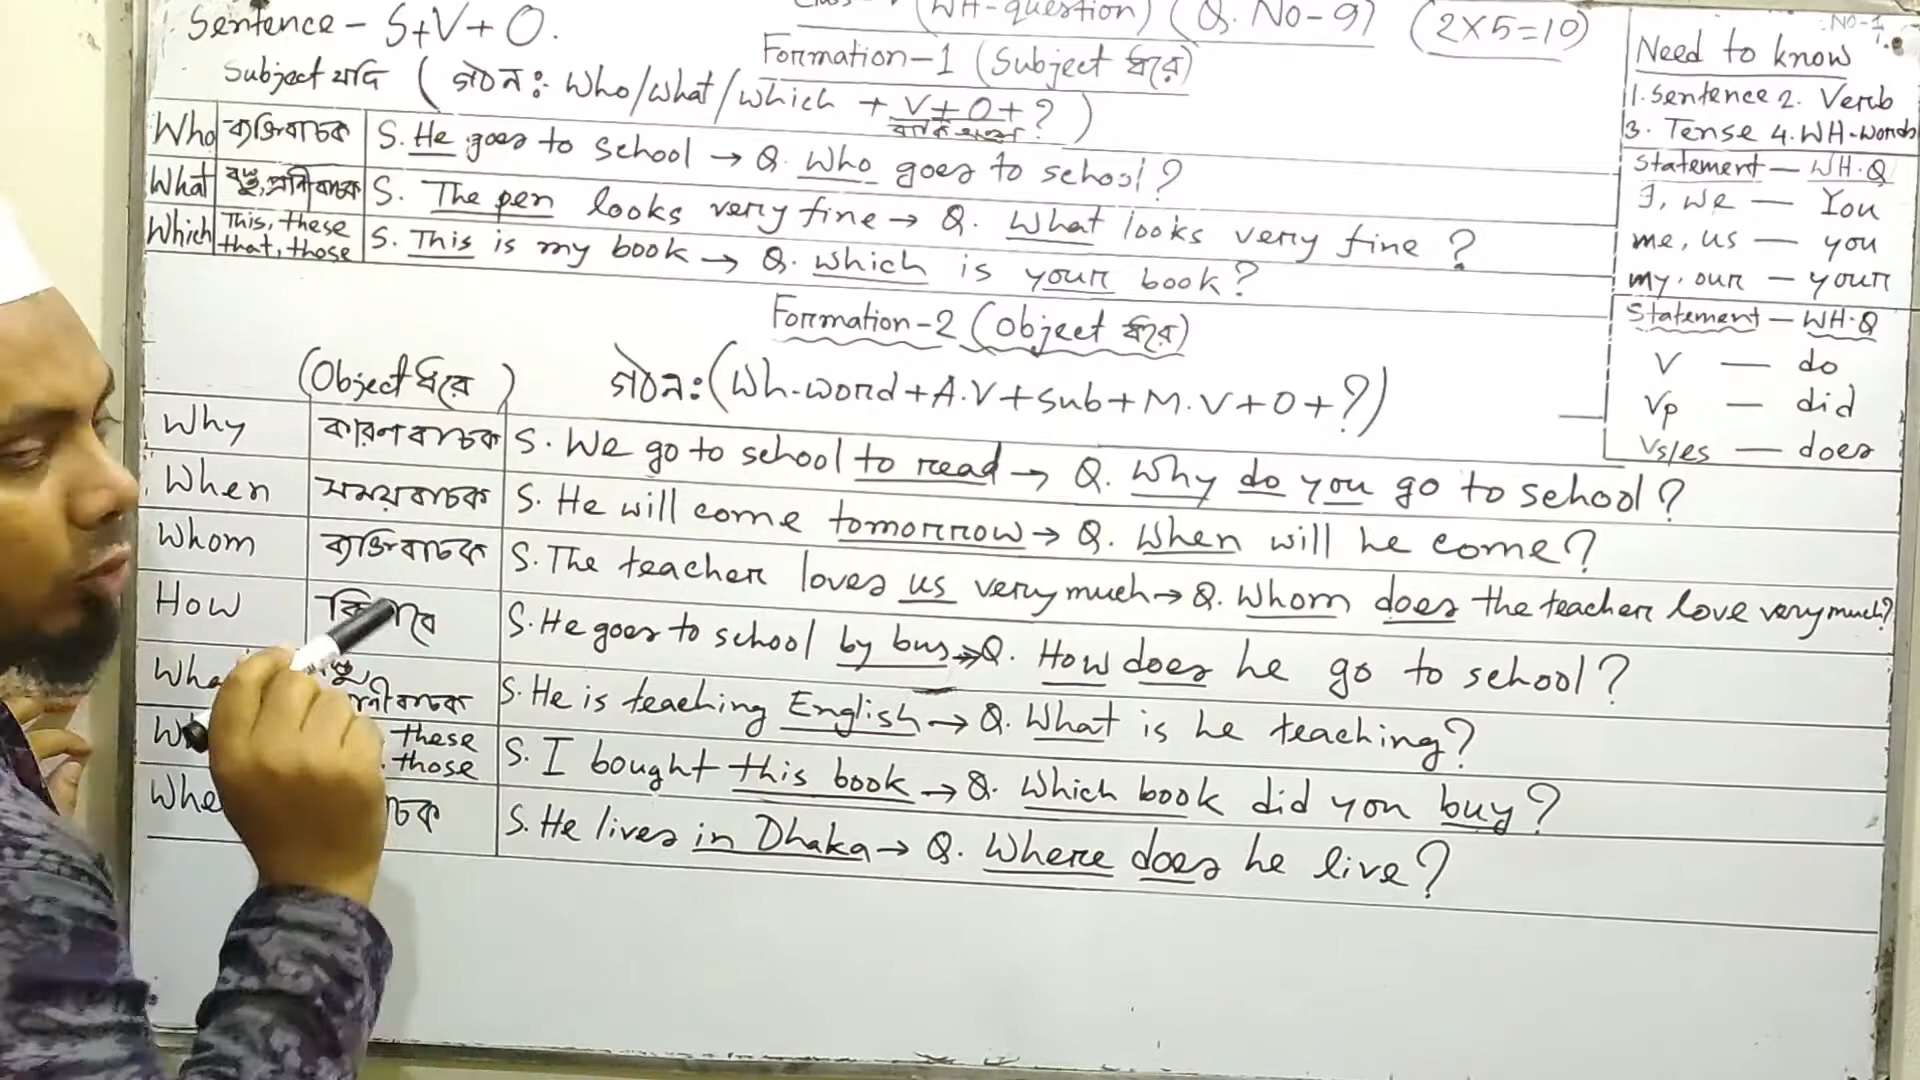 Sentence - S+V+O.
(WH-question) (Q. No-9) (2X5=10)
Formation-1 (Subject ধরে)
Subject যদি (গঠন: Who/What/Which + V+O+?)
Who ব্যক্তিবাচক S. He goes to school → Q. Who goes to school?
What বস্তু, প্রাণীবাচক S. The pen looks very fine → Q. What looks very fine?
Which This, these that, those S. This is my book → Q. Which is your book?
Formation-2 (Object ধরে)
(Object ধরে) গঠন: (Wh-word+A.V+Sub+M.V+O+?)
Why কারণবাচক S. We go to school to read → Q. Why do you go to school?
When সময়বাচক S. He will come tomorrow → Q. When will he come?
Whom ব্যক্তিবাচক S. The teacher loves us very much → Q. Whom does the teacher love very much?
How S. He goes to school by bus → Q. How does he go to school?
S. He is teaching English → Q. What is he teaching?
these those S. I bought this book → Q. Which book did you buy?
S. He lives in Dhaka → Q. Where does he live?
No-1
Need to know
1. Sentence 2. Verb
3. Tense 4. WH-words
Statement — WH.Q
I, we — You
me, us — you
my, our — your
Statement — WH.Q
V — do
Vp — did
Vs/es — does